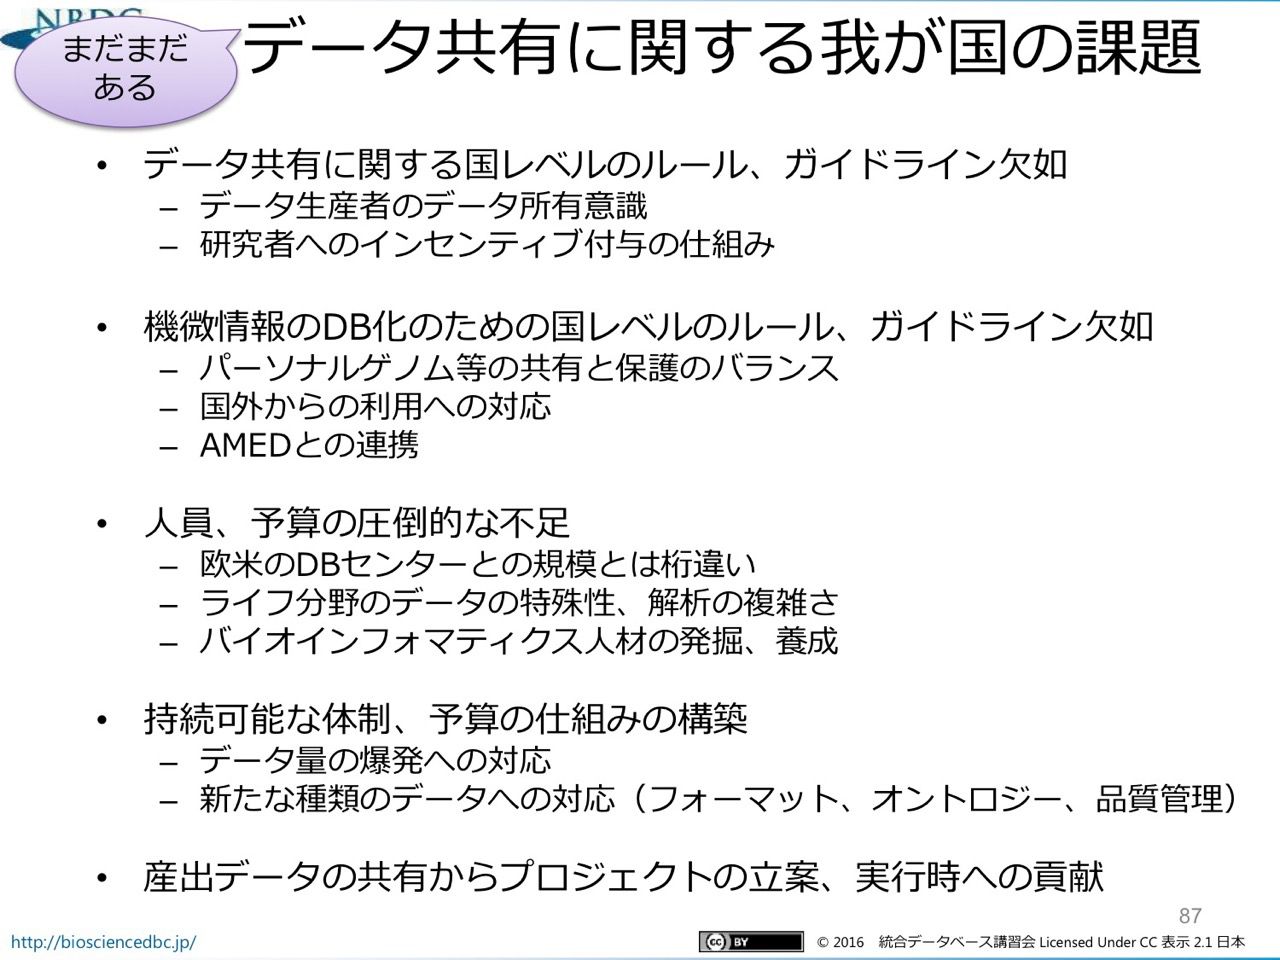 NBDC
まだまだ
ある
データ共有に関する我が国の課題
• データ共有に関する国レベルのルール、ガイドライン欠如
– データ生産者のデータ所有意識
– 研究者へのインセンティブ付与の仕組み
• 機微情報のDB化のための国レベルのルール、ガイドライン欠如
– パーソナルゲノム等の共有と保護のバランス
– 国外からの利用への対応
– AMEDとの連携
• 人員、予算の圧倒的な不足
– 欧米のDBセンターとの規模とは桁違い
– ライフ分野のデータの特殊性、解析の複雑さ
– バイオインフォマティクス人材の発掘、養成
• 持続可能な体制、予算の仕組みの構築
– データ量の爆発への対応
– 新たな種類のデータへの対応（フォーマット、オントロジー、品質管理）
• 産出データの共有からプロジェクトの立案、実行時への貢献
87
http://biosciencedbc.jp/
cc BY
© 2016 統合データベース講習会 Licensed Under CC 表示 2.1 日本